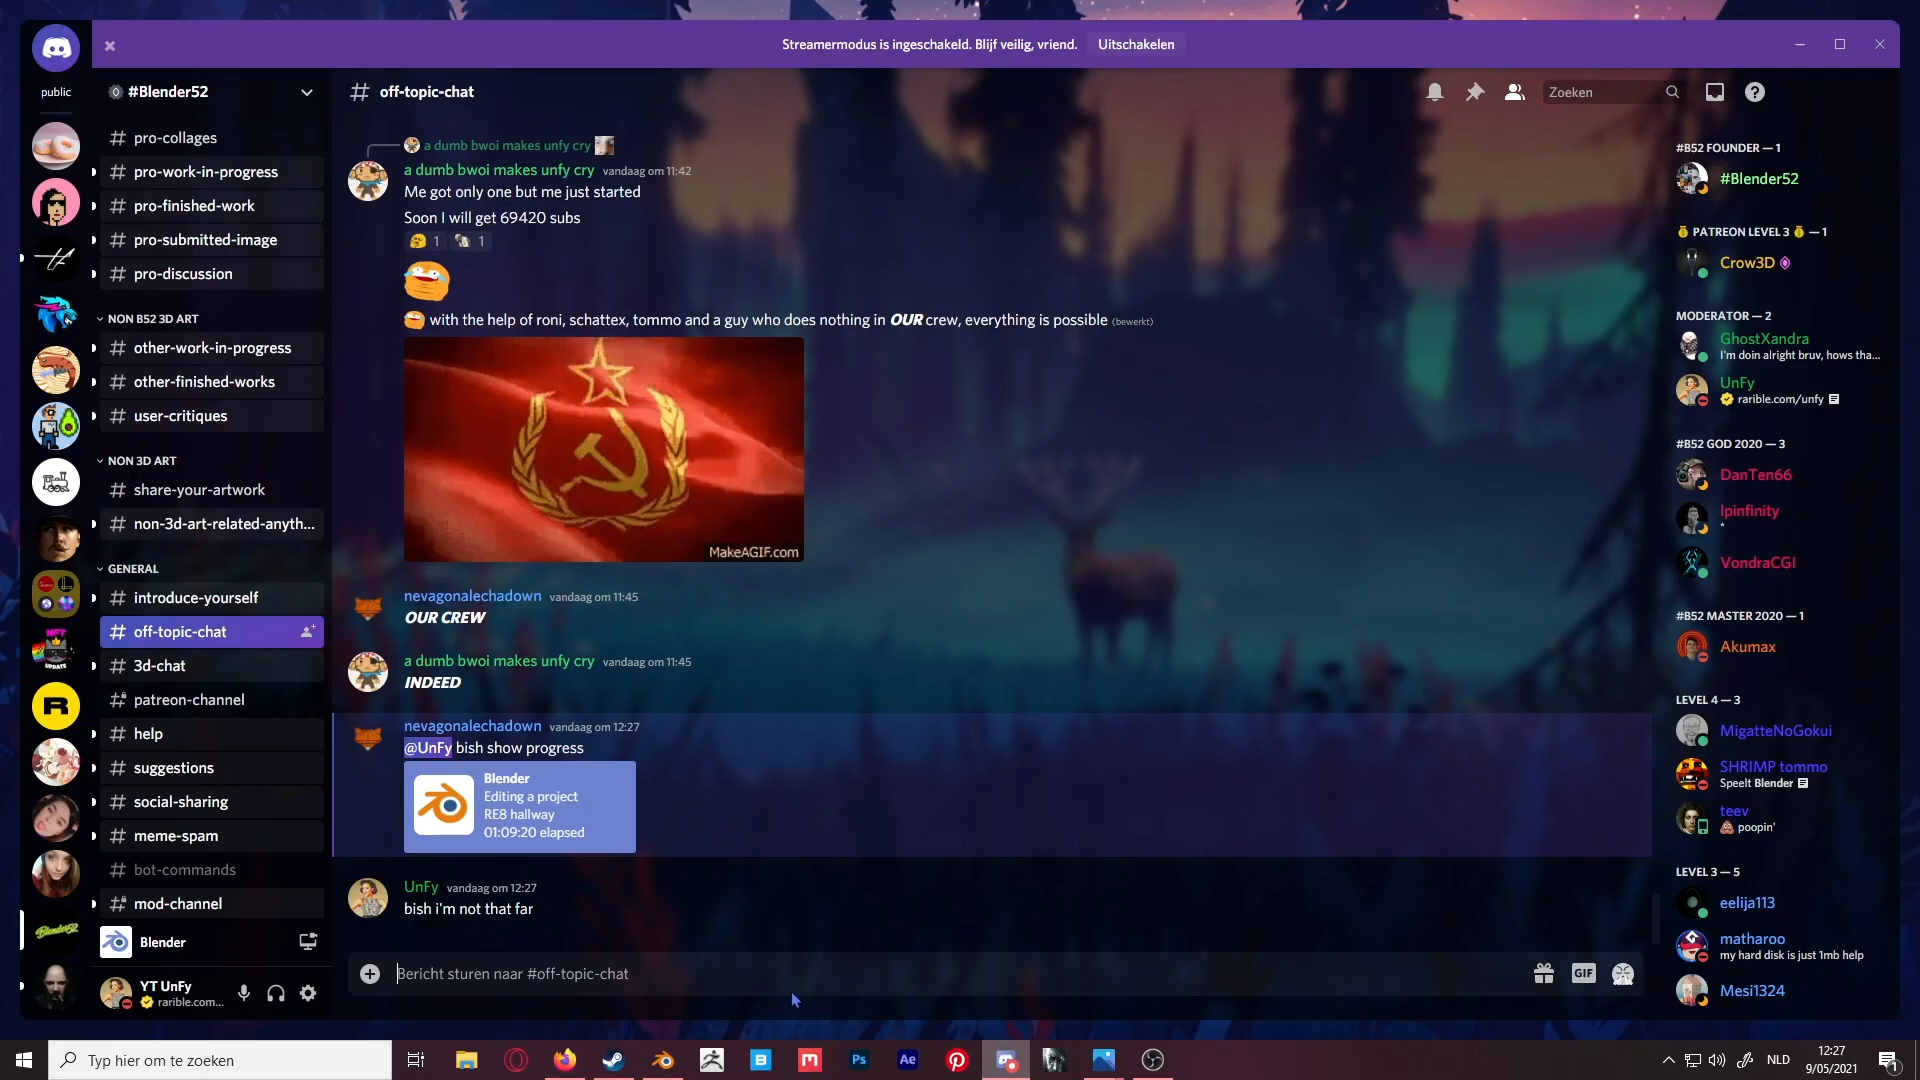 Streamermodus is ingeschakeld. Blijf veilig, vriend. Uitschakelen
public
#Blender52
pro-collages
pro-work-in-progress
pro-finished-work
pro-submitted-image
pro-discussion
NON B52 3D ART
other-work-in-progress
other-finished-works
user-critiques
NON 3D ART
share-your-artwork
non-3d-art-related-anyth...
GENERAL
introduce-yourself
off-topic-chat
3d-chat
patreon-channel
help
suggestions
social-sharing
meme-spam
bot-commands
mod-channel
Blender
YT UnFy
rarible.com...
NFT
UPDATE
R
Blender52
# off-topic-chat
Zoeken
a dumb bwoi makes unfy cry
a dumb bwoi makes unfy cry vandaag om 11:42
Me got only one but me just started
Soon I will get 69420 subs
1 1
with the help of roni, schattex, tommo and a guy who does nothing in OUR crew, everything is possible (bewerkt)
MakeAGIF.com
nevagonalechadown vandaag om 11:45
OUR CREW
a dumb bwoi makes unfy cry vandaag om 11:45
INDEED
nevagonalechadown vandaag om 12:27
@UnFy bish show progress
Blender
Editing a project
RE8 hallway
01:09:20 elapsed
UnFy vandaag om 12:27
bish i'm not that far
Bericht sturen naar #off-topic-chat
GIF
#B52 FOUNDER — 1
#Blender52
PATREON LEVEL 3 — 1
Crow3D
MODERATOR — 2
GhostXandra
I'm doin alright bruv, hows tha...
UnFy
rarible.com/unfy
#B52 GOD 2020 — 3
DanTen66
lpinfinity
*
VondraCGI
#B52 MASTER 2020 — 1
Akumax
LEVEL 4 — 3
MigatteNoGokui
SHRIMP tommo
Speelt Blender
teev
poopin'
LEVEL 3 — 5
eelija113
matharoo
my hard disk is just 1mb help
Mesi1324
Typ hier om te zoeken
B
Ps
Ae
NLD
12:27
9/05/2021
1